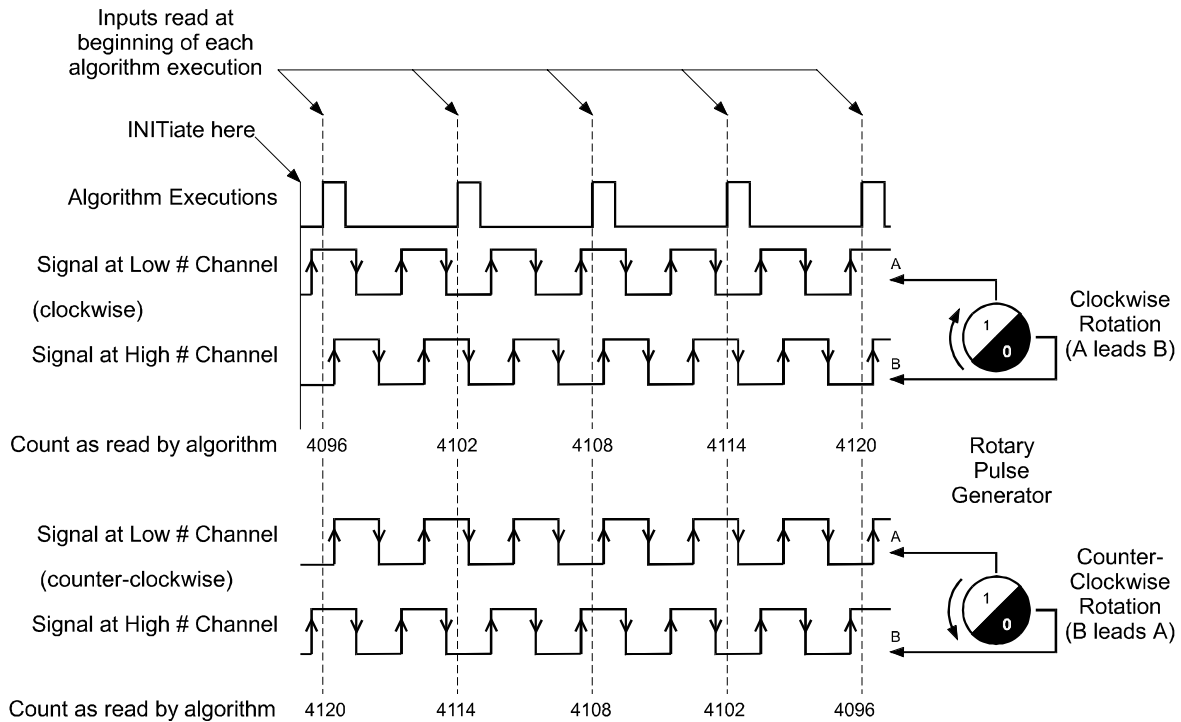 Inputs read at
beginning of each
algorithm execution
INITiate here
Algorithm Executions
Signal at Low # Channel
(clockwise)
Signal at High # Channel
A
B
1
0
Clockwise
Rotation
(A leads B)
Count as read by algorithm
4096
4102
4108
4114
4120
Rotary
Pulse
Generator
Signal at Low # Channel
(counter-clockwise)
Signal at High # Channel
A
B
1
0
Counter-
Clockwise
Rotation
(B leads A)
Count as read by algorithm
4120
4114
4108
4102
4096